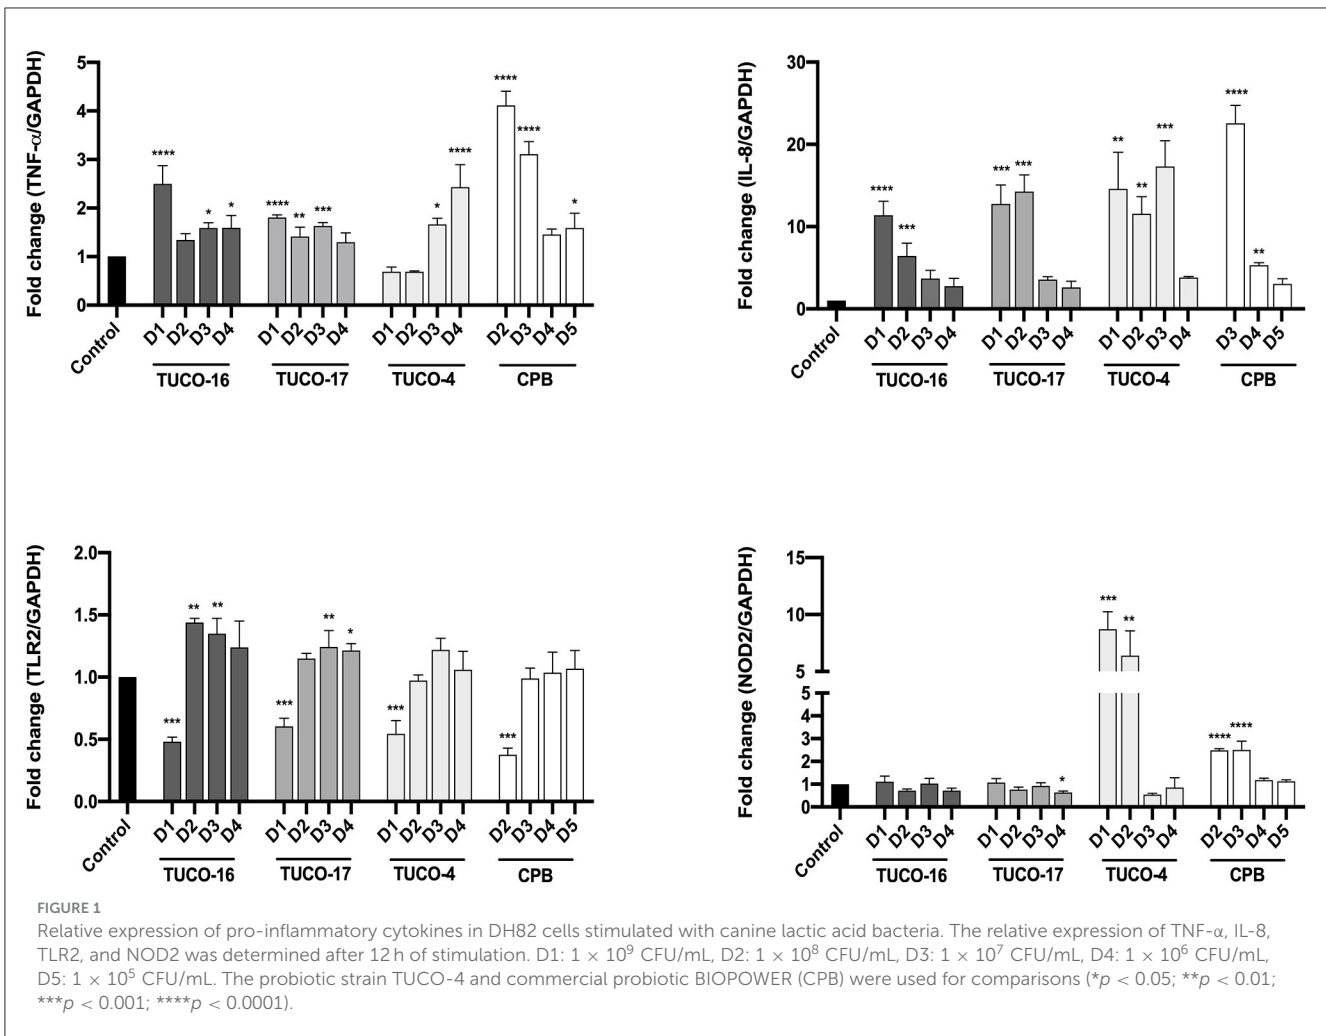 Fold change (TNF-α/GAPDH)
5
4
3
2
1
0
**** * * **** ** *** * **** **** **** *
Control D1 D2 D3 D4 D1 D2 D3 D4 D1 D2 D3 D4 D2 D3 D4 D5
TUCO-16 TUCO-17 TUCO-4 CPB
Fold change (IL-8/GAPDH)
30
20
10
0
**** *** *** *** ** ** *** **** **
Control D1 D2 D3 D4 D1 D2 D3 D4 D1 D2 D3 D4 D3 D4 D5
TUCO-16 TUCO-17 TUCO-4 CPB
Fold change (TLR2/GAPDH)
2.0
1.5
1.0
0.5
0.0
*** ** ** *** ** * *** ***
Control D1 D2 D3 D4 D1 D2 D3 D4 D1 D2 D3 D4 D2 D3 D4 D5
TUCO-16 TUCO-17 TUCO-4 CPB
Fold change (NOD2/GAPDH)
15
10
5
5
4
3
2
1
0
* *** ** **** ****
Control D1 D2 D3 D4 D1 D2 D3 D4 D1 D2 D3 D4 D2 D3 D4 D5
TUCO-16 TUCO-17 TUCO-4 CPB
FIGURE 1
Relative expression of pro-inflammatory cytokines in DH82 cells stimulated with canine lactic acid bacteria. The relative expression of TNF-α, IL-8,
TLR2, and NOD2 was determined after 12 h of stimulation. D1: 1 × 10⁹ CFU/mL, D2: 1 × 10⁸ CFU/mL, D3: 1 × 10⁷ CFU/mL, D4: 1 × 10⁶ CFU/mL,
D5: 1 × 10⁵ CFU/mL. The probiotic strain TUCO-4 and commercial probiotic BIOPOWER (CPB) were used for comparisons (*p < 0.05; **p < 0.01;
***p < 0.001; ****p < 0.0001).